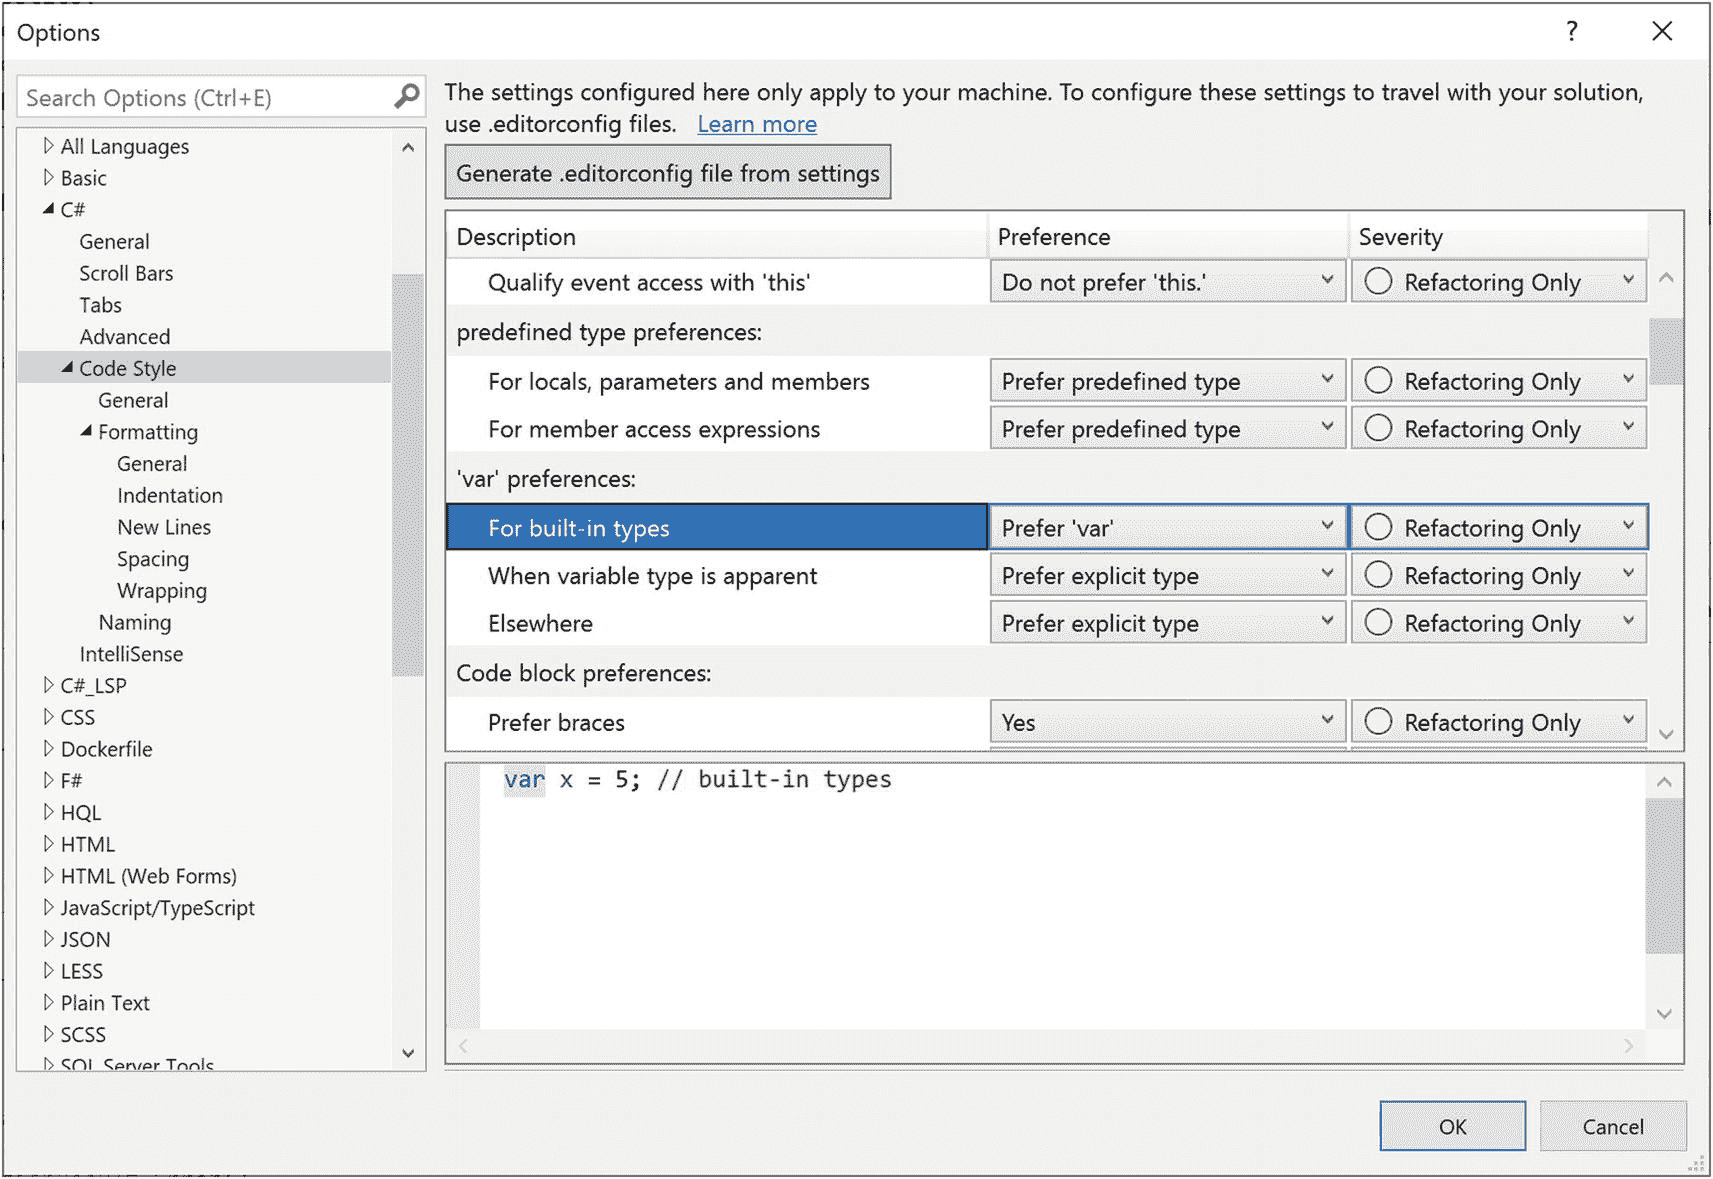 Options
?
Search Options (Ctrl+E)
All Languages
Basic
C#
General
Scroll Bars
Tabs
Advanced
Code Style
General
Formatting
General
Indentation
New Lines
Spacing
Wrapping
Naming
IntelliSense
C#_LSP
CSS
Dockerfile
F#
HQL
HTML
HTML (Web Forms)
JavaScript/TypeScript
JSON
LESS
Plain Text
SCSS
SQL Server Tools
The settings configured here only apply to your machine. To configure these settings to travel with your solution,
use .editorconfig files. Learn more
Generate .editorconfig file from settings
Description Preference Severity
Qualify event access with 'this' Do not prefer 'this.' Refactoring Only
predefined type preferences:
For locals, parameters and members Prefer predefined type Refactoring Only
For member access expressions Prefer predefined type Refactoring Only
'var' preferences:
For built-in types Prefer 'var' Refactoring Only
When variable type is apparent Prefer explicit type Refactoring Only
Elsewhere Prefer explicit type Refactoring Only
Code block preferences:
Prefer braces Yes Refactoring Only
var x = 5; // built-in types
OK Cancel